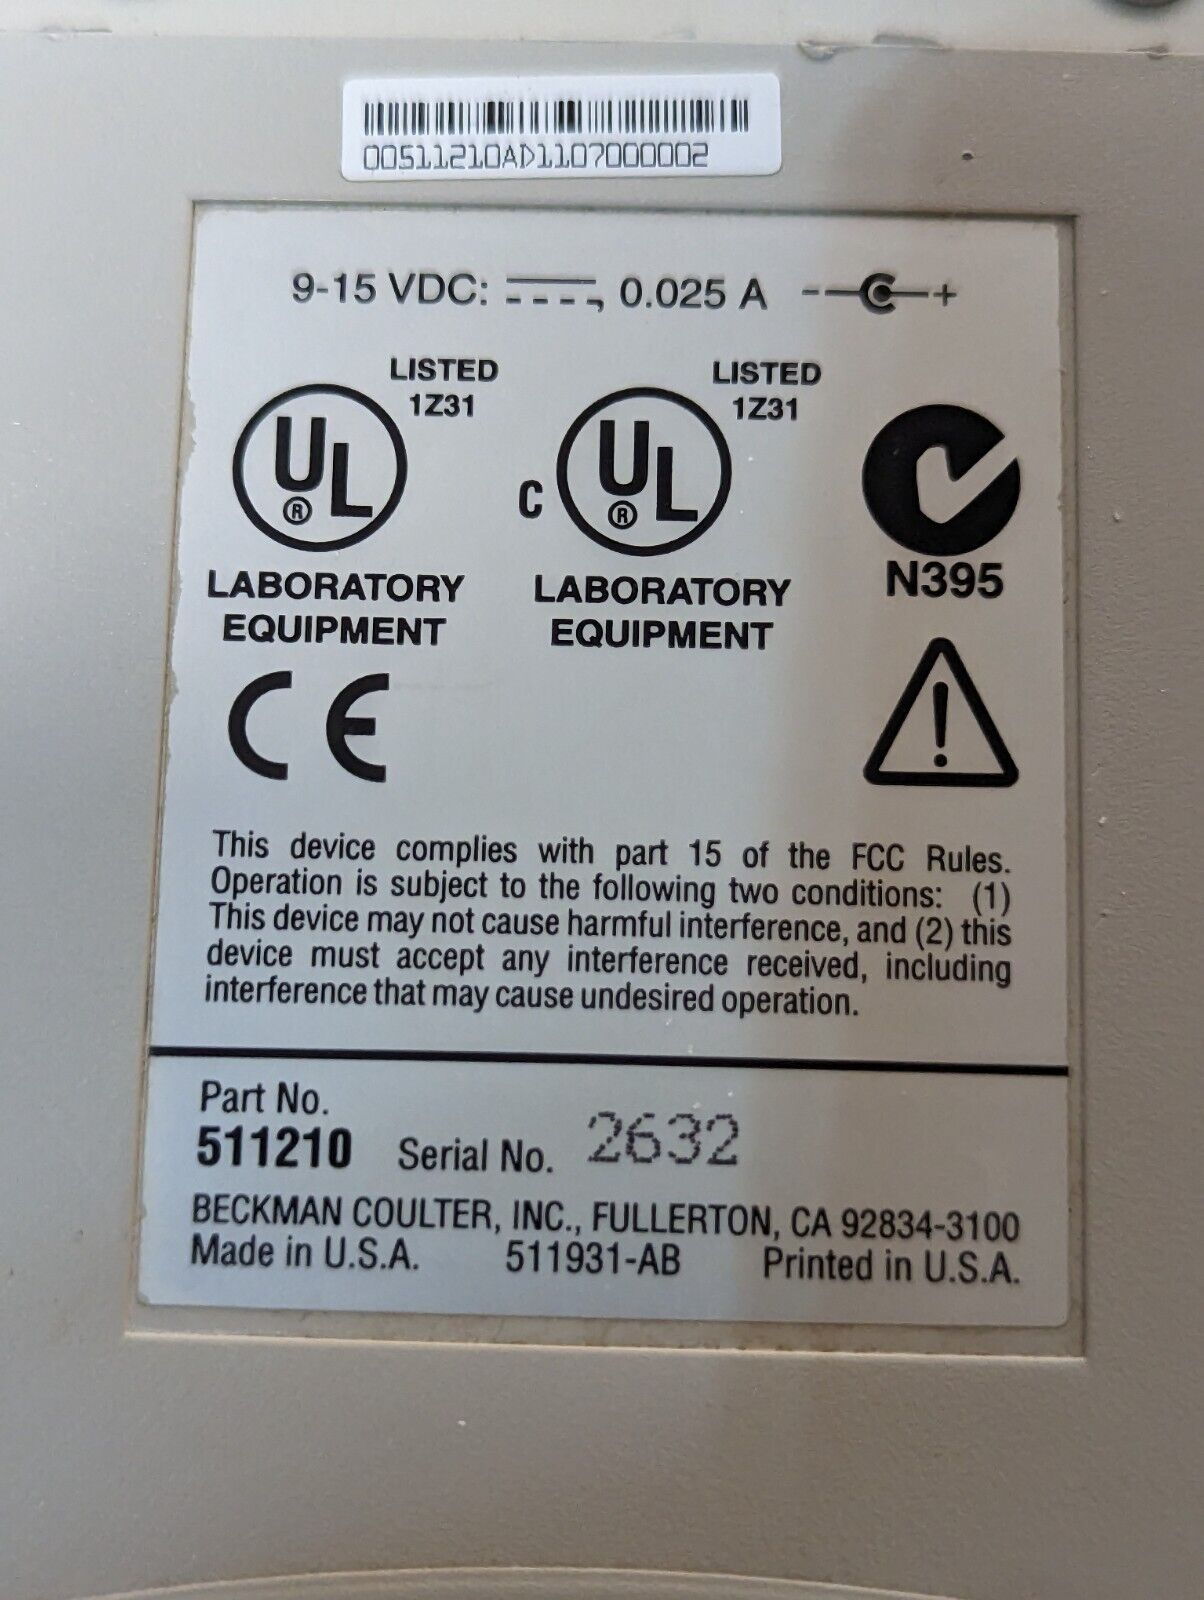 00511210AD1107000002
9-15 VDC: , 0.025 A - +
LISTED
1Z31
UL
®
LABORATORY
EQUIPMENT
LISTED
1Z31
C UL
®
LABORATORY
EQUIPMENT
N395
CE
!
This device complies with part 15 of the FCC Rules.
Operation is subject to the following two conditions: (1)
This device may not cause harmful interference, and (2) this
device must accept any interference received, including
interference that may cause undesired operation.
Part No.
511210 Serial No. 2632
BECKMAN COULTER, INC., FULLERTON, CA 92834-3100
Made in U.S.A. 511931-AB Printed in U.S.A.